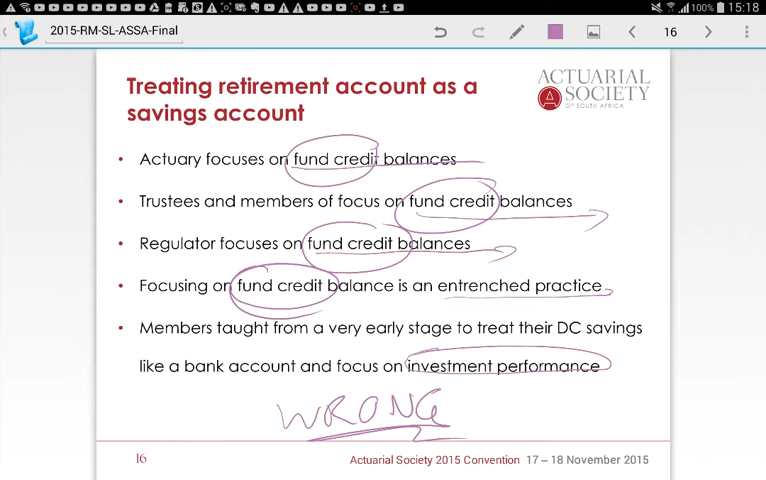 100% 15:18
2015-RM-SL-ASSA-Final
16
Treating retirement account as a
savings account
ACTUARIAL
SOCIETY
OF SOUTH AFRICA
• Actuary focuses on fund credit balances
• Trustees and members of focus on fund credit balances
• Regulator focuses on fund credit balances
• Focusing on fund credit balance is an entrenched practice
• Members taught from a very early stage to treat their DC savings
like a bank account and focus on investment performance
WRONG
16
Actuarial Society 2015 Convention 17 – 18 November 2015